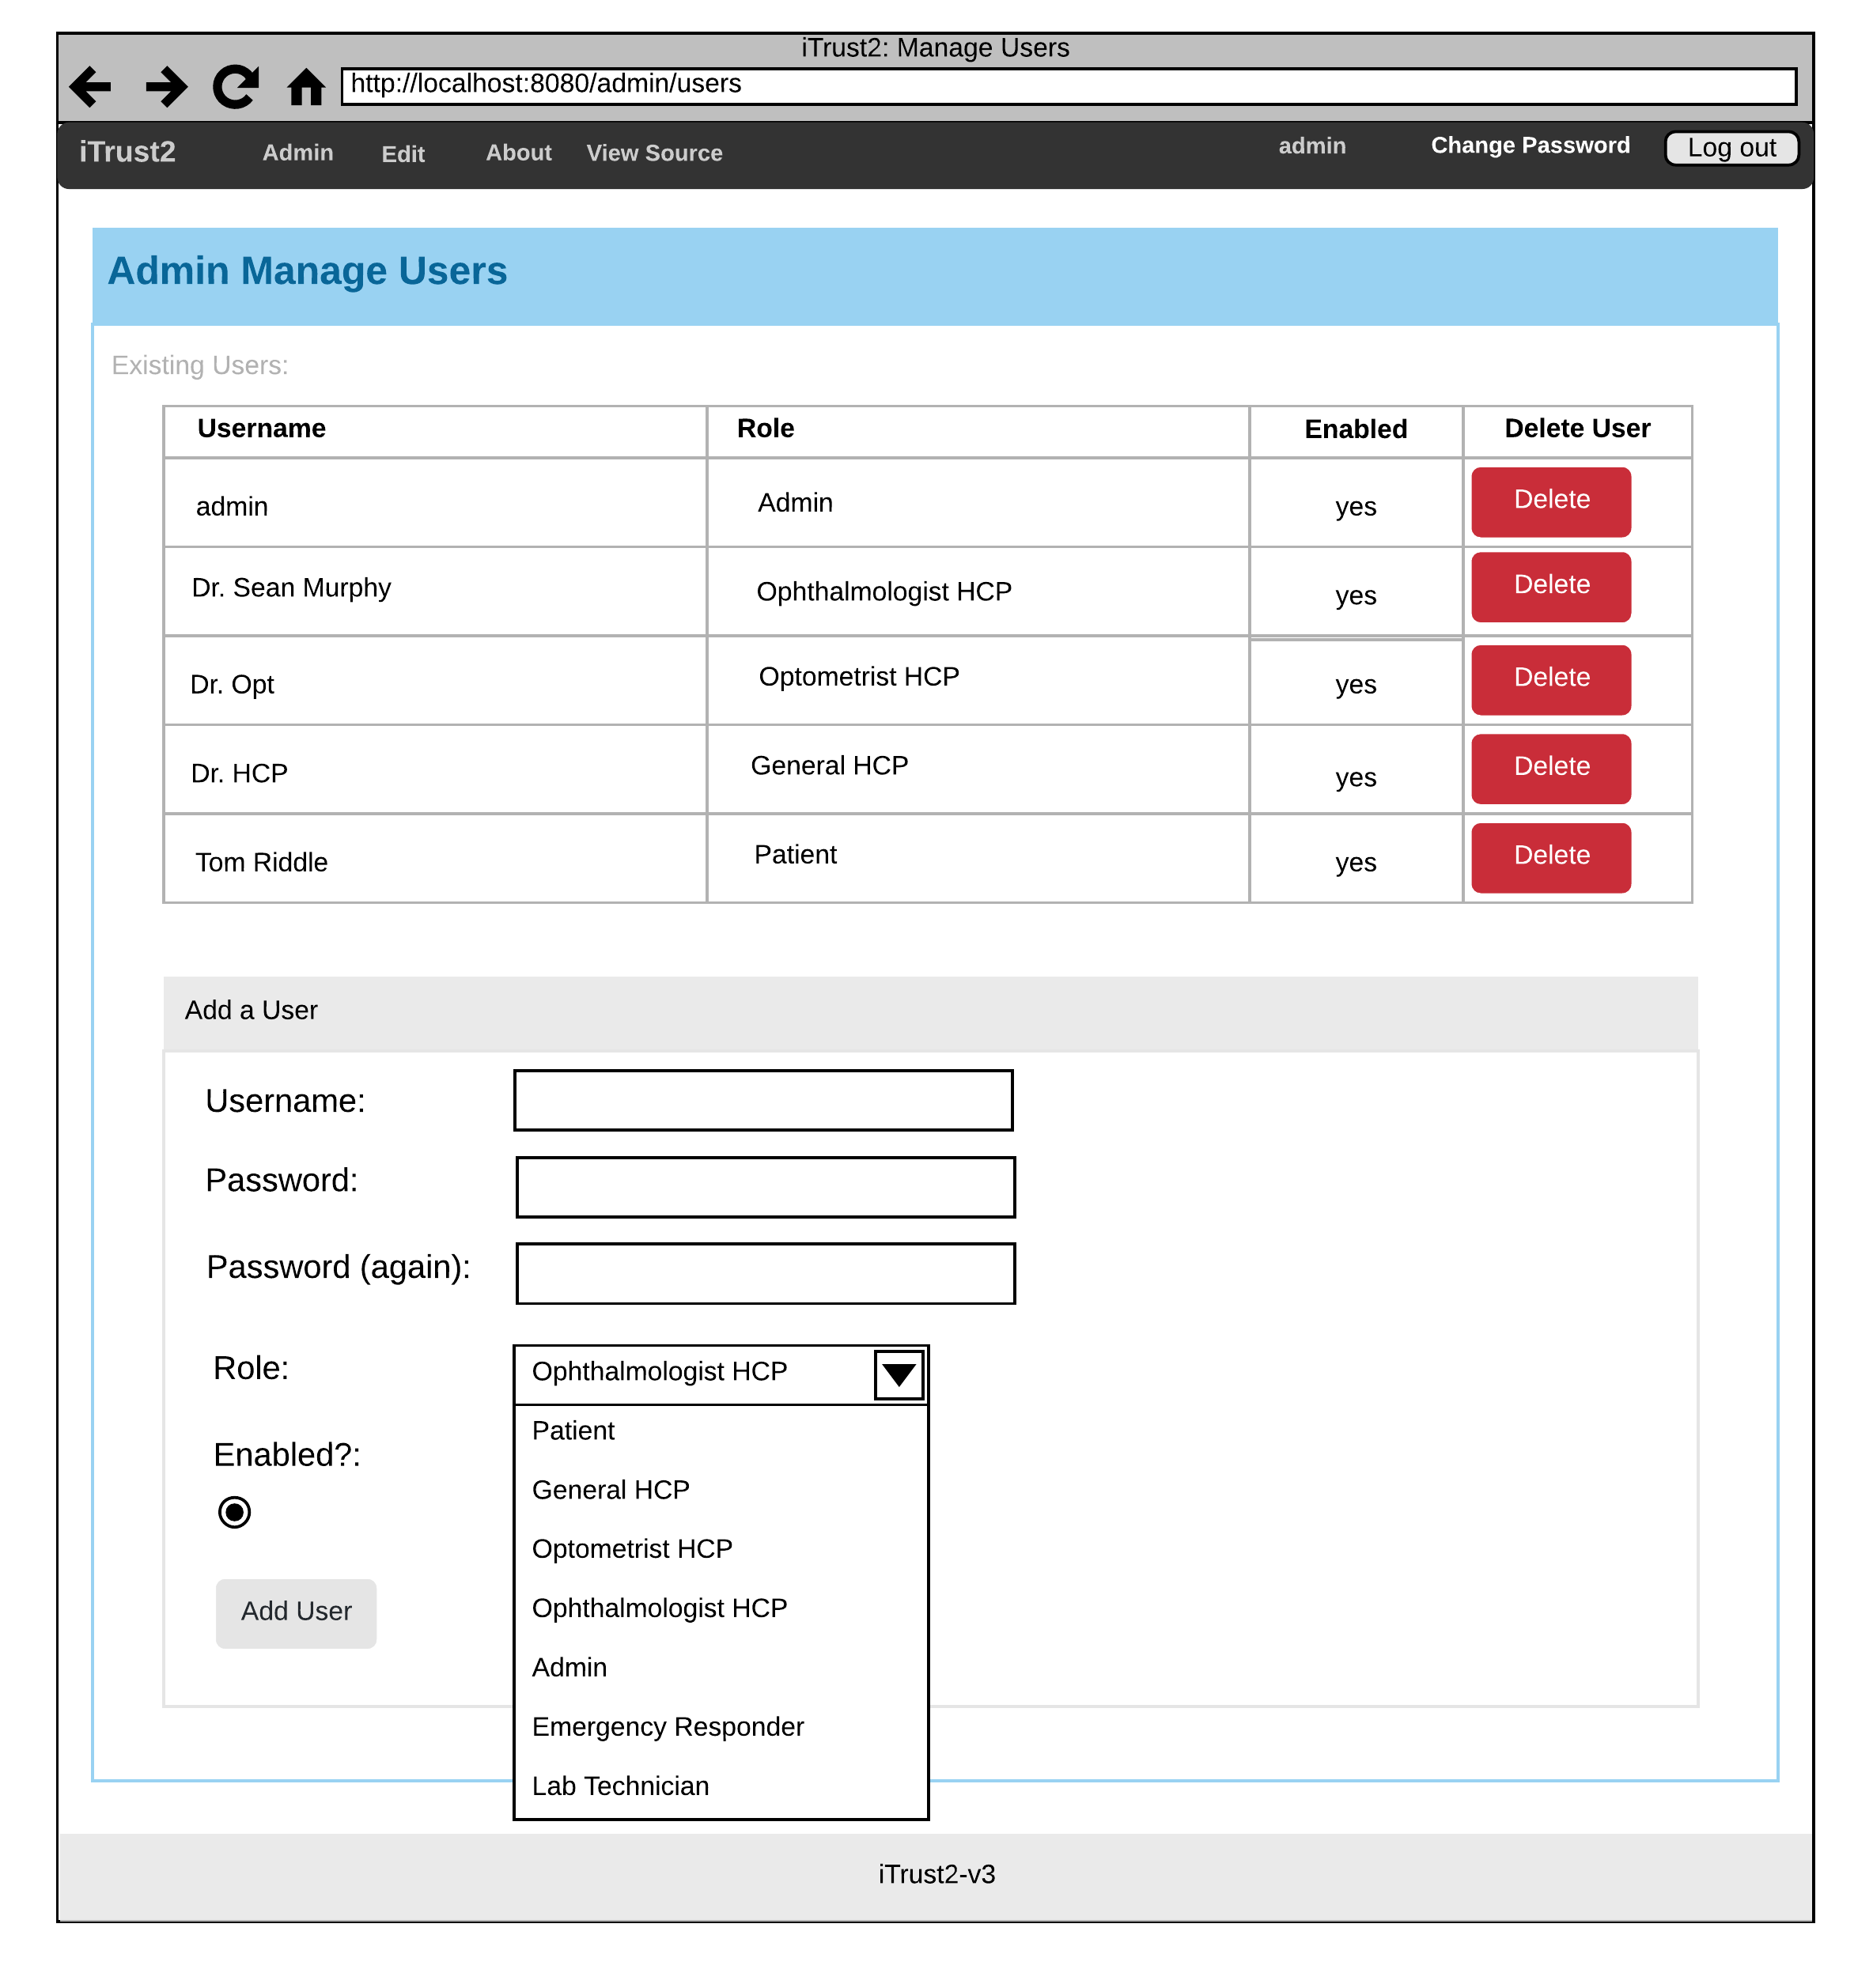 iTrust2: Manage Users
http://localhost:8080/admin/users
iTrust2 Admin Edit About View Source admin Change Password Log out
Admin Manage Users
Existing Users:
Username Role Enabled Delete User
admin Admin yes Delete
Dr. Sean Murphy Ophthalmologist HCP yes Delete
Dr. Opt Optometrist HCP yes Delete
Dr. HCP General HCP yes Delete
Tom Riddle Patient yes Delete
Add a User
Username:
Password:
Password (again):
Role: Ophthalmologist HCP
Patient
Enabled?:
General HCP
Optometrist HCP
Add User Ophthalmologist HCP
Admin
Emergency Responder
Lab Technician
iTrust2-v3